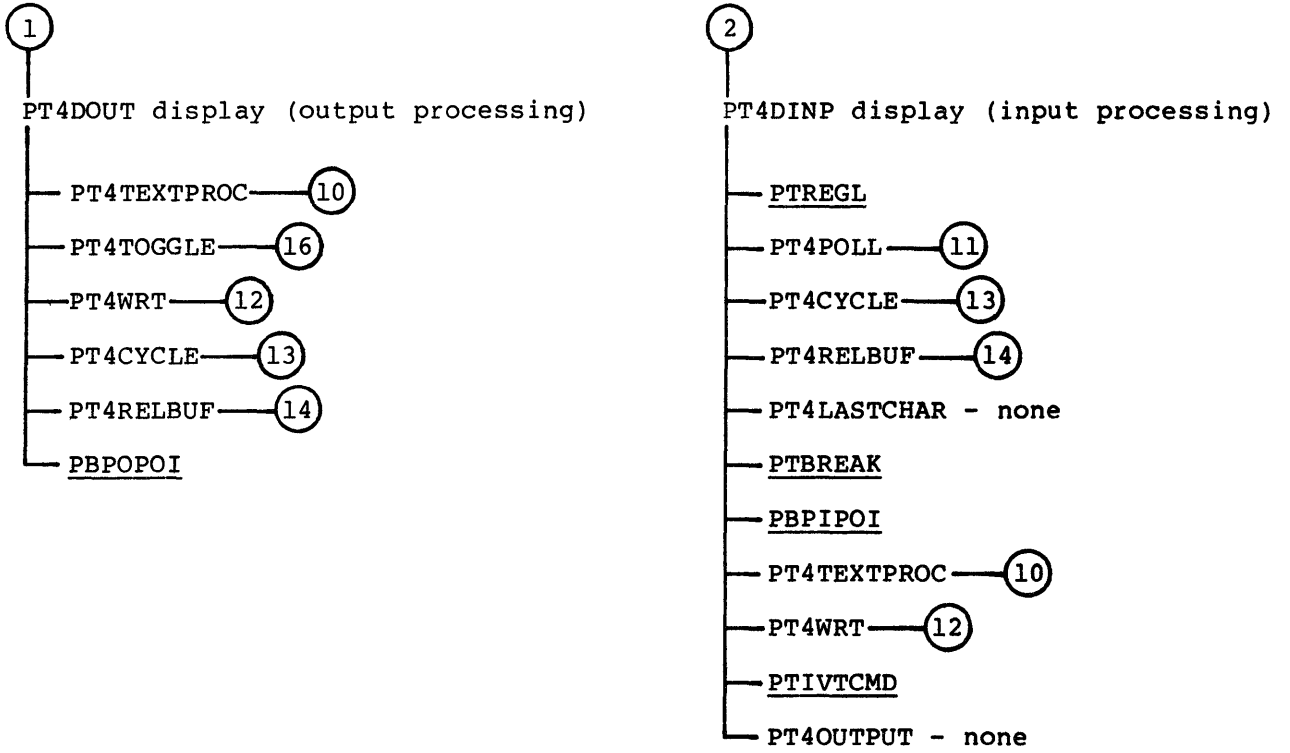 1
PT4DOUT display (output processing)
PT4TEXTPROC 10
PT4TOGGLE 16
PT4WRT 12
PT4CYCLE 13
PT4RELBUF 14
PBPOPOI
2
PT4DINP display (input processing)
PTREGL
PT4POLL 11
PT4CYCLE 13
PT4RELBUF 14
PT4LASTCHAR - none
PTBREAK
PBPIPOI
PT4TEXTPROC 10
PT4WRT 12
PTIVTCMD
PT4OUTPUT - none